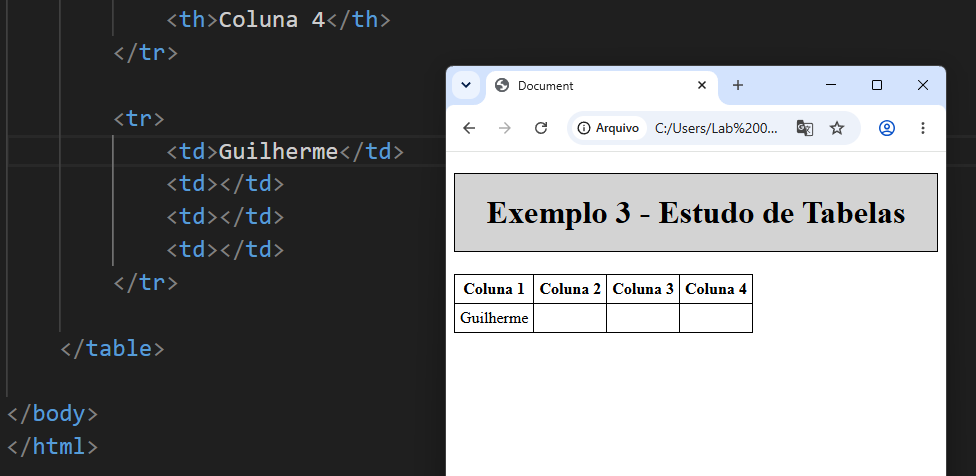 <th>Coluna 4</th>
</tr>
<tr>
<td>Guilherme</td>
<td></td>
<td></td>
<td></td>
</tr>
</table>
</body>
</html>
Document
Arquivo C:/Users/Lab%200...
Exemplo 3 - Estudo de Tabelas
Coluna 1 Coluna 2 Coluna 3 Coluna 4
Guilherme